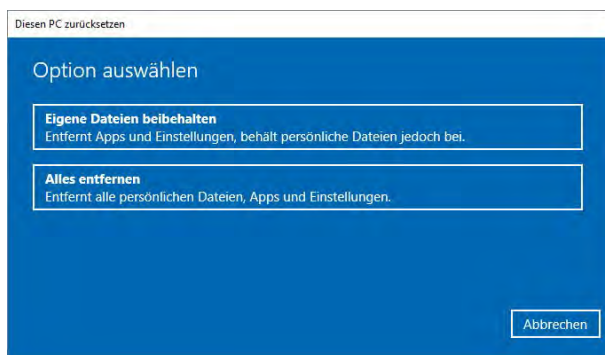 Diesen PC zurücksetzen
Option auswählen
Eigene Dateien beibehalten
Entfernt Apps und Einstellungen, behält persönliche Dateien jedoch bei.
Alles entfernen
Entfernt alle persönlichen Dateien, Apps und Einstellungen.
Abbrechen